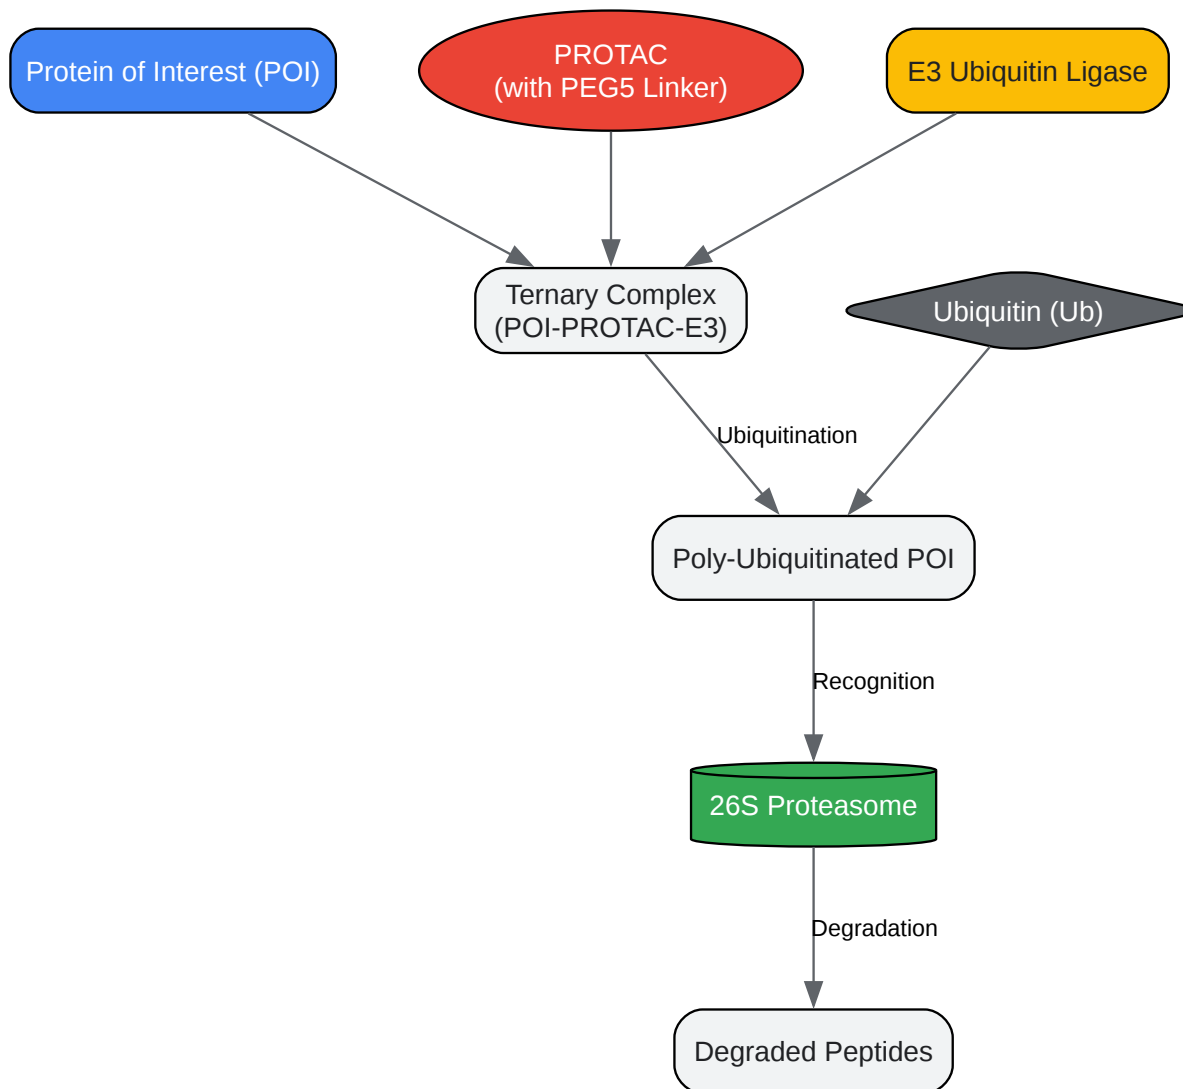 Protein of Interest (POI)
PROTAC
(with PEG5 Linker)
E3 Ubiquitin Ligase
Ternary Complex
(POI-PROTAC-E3)
Ubiquitin (Ub)
Ubiquitination
Poly-Ubiquitinated POI
Recognition
26S Proteasome
Degradation
Degraded Peptides